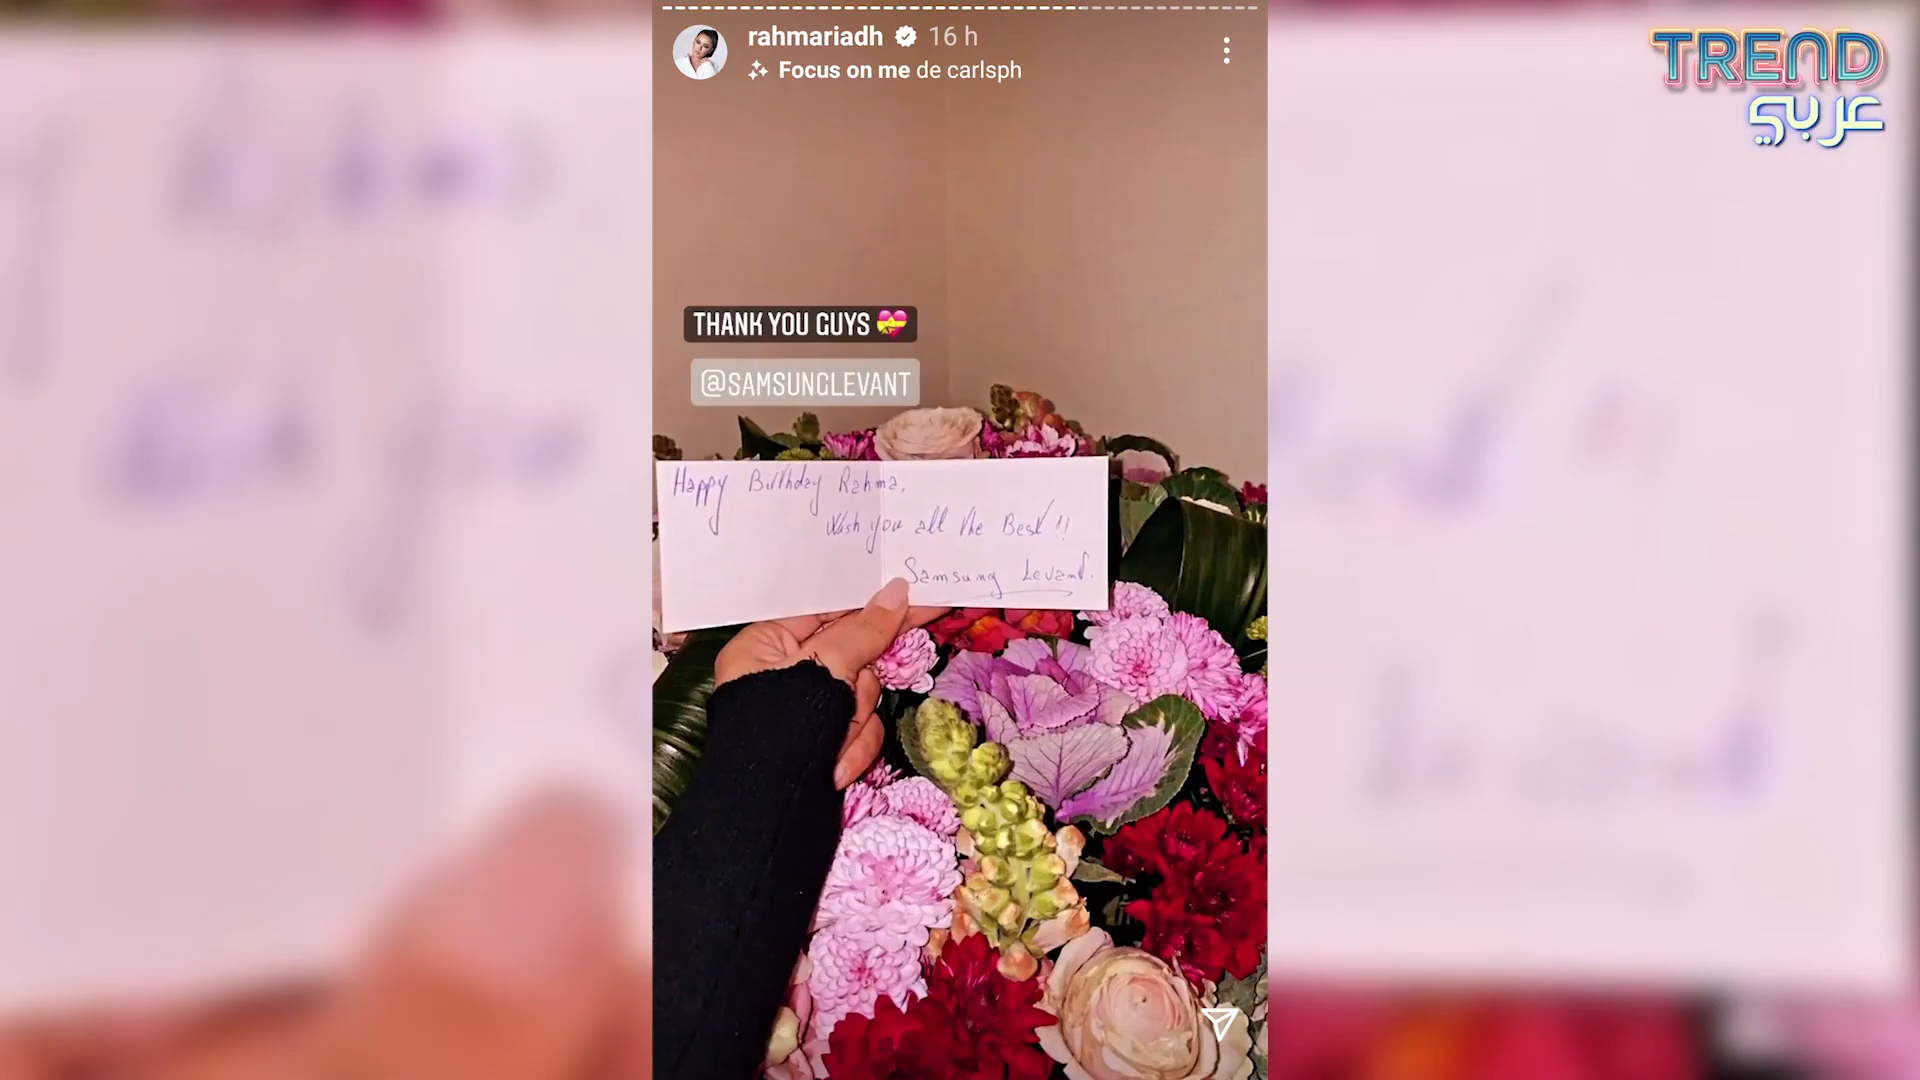 rahmariadh 16 h
Focus on me de carlsph
TREND
عربي
THANK YOU GUYS
@SAMSUNGLEVANT
Happy Birthday Rahma,
Wish you all the Best !!
Samsung Levant.